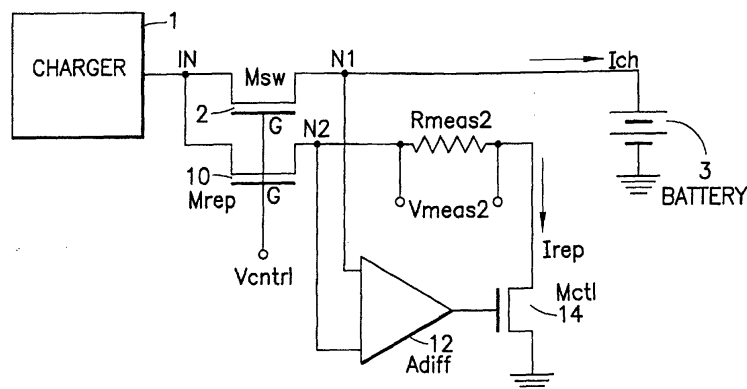 1
CHARGER
IN
Msw
N1
Ich
2
G
N2
Rmeas2
10
Mrep
G
Vmeas2
3
BATTERY
Vcntrl
Irep
Mctl
14
12
Adiff